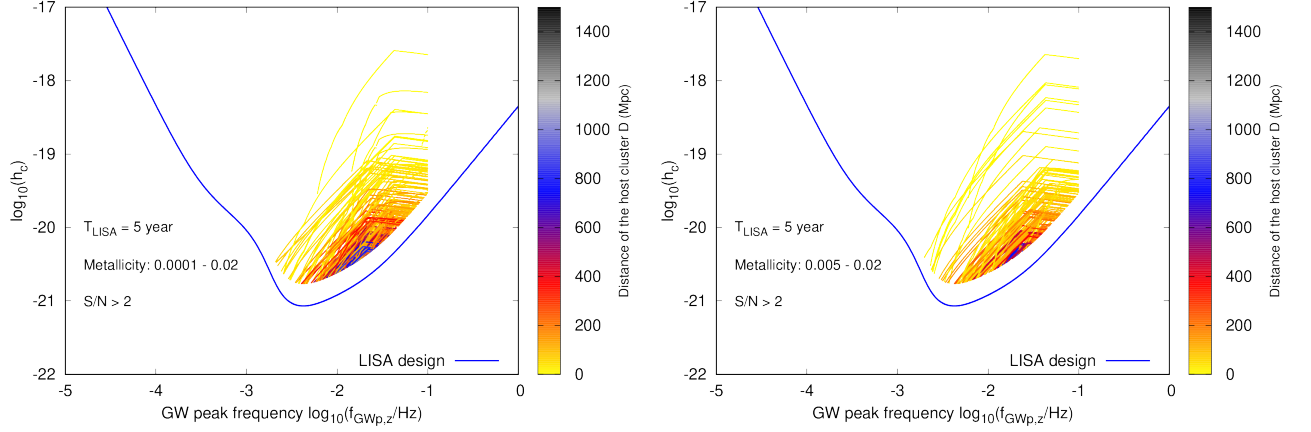 -17
-18
-19
-20
-21
-22
-5
-4
-3
-2
-1
0
log10(hc)
GW peak frequency log10(fGWp,z/Hz)
TLISA = 5 year
Metallicity: 0.0001 - 0.02
S/N > 2
LISA design
1400
1200
1000
800
600
400
200
0
Distance of the host cluster D (Mpc)
-17
-18
-19
-20
-21
-22
-5
-4
-3
-2
-1
0
log10(hc)
GW peak frequency log10(fGWp,z/Hz)
TLISA = 5 year
Metallicity: 0.005 - 0.02
S/N > 2
LISA design
1400
1200
1000
800
600
400
200
0
Distance of the host cluster D (Mpc)